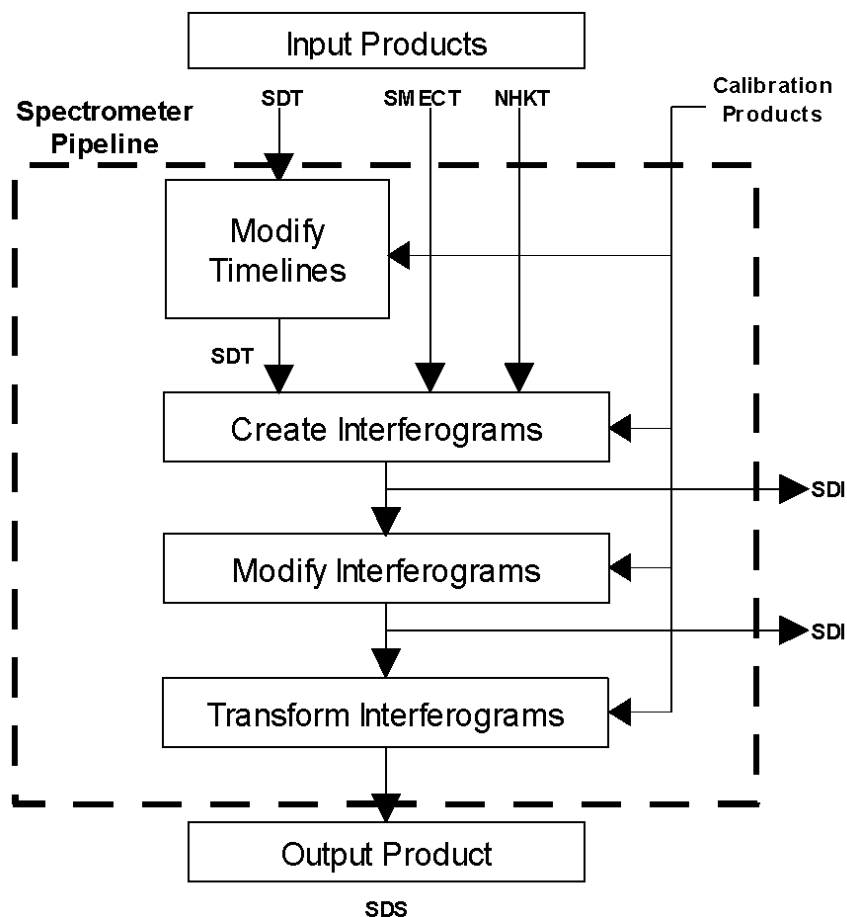 Input Products
SDT
SMECT
NHKT
Calibration
Products
Spectrometer
Pipeline
Modify
Timelines
SDT
Create Interferograms
SDI
Modify Interferograms
SDI
Transform Interferograms
Output Product
SDS